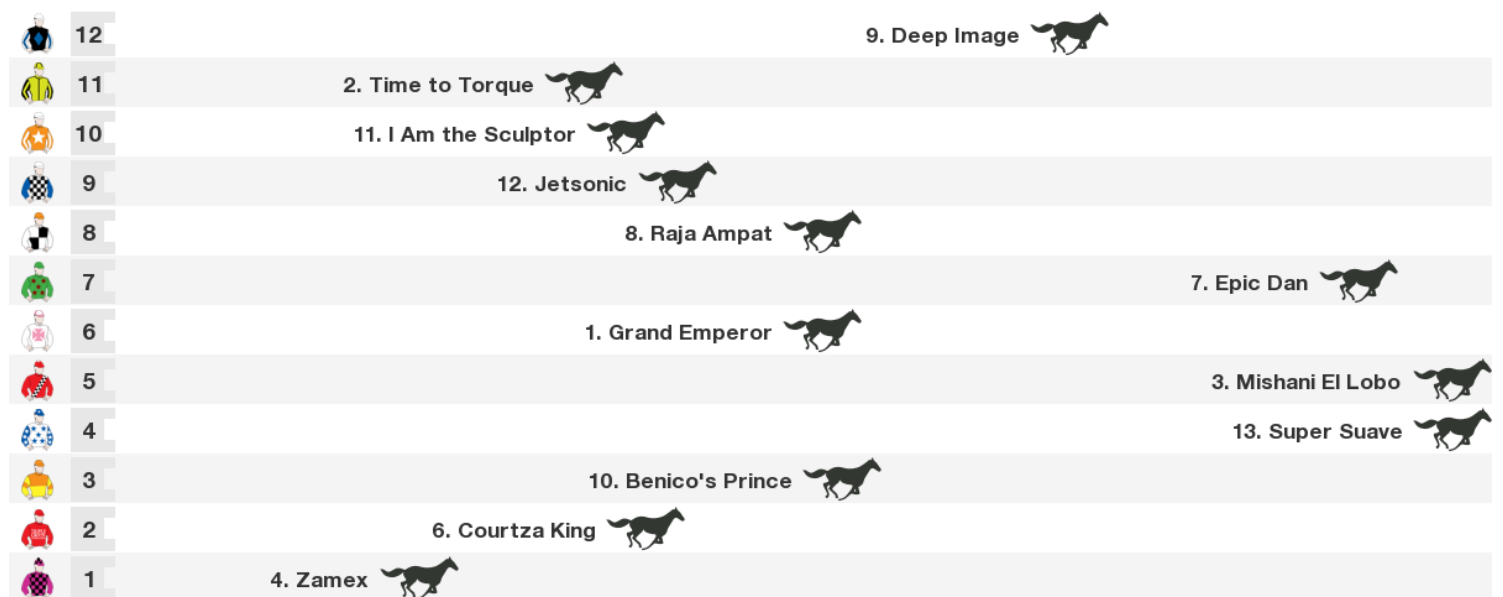 12 9. Deep Image
11 2. Time to Torque
10 11. I Am the Sculptor
9 12. Jetsonic
8 8. Raja Ampat
7 7. Epic Dan
6 1. Grand Emperor
5 3. Mishani El Lobo
4 13. Super Suave
3 10. Benico's Prince
2 6. Courtza King
1 4. Zamex